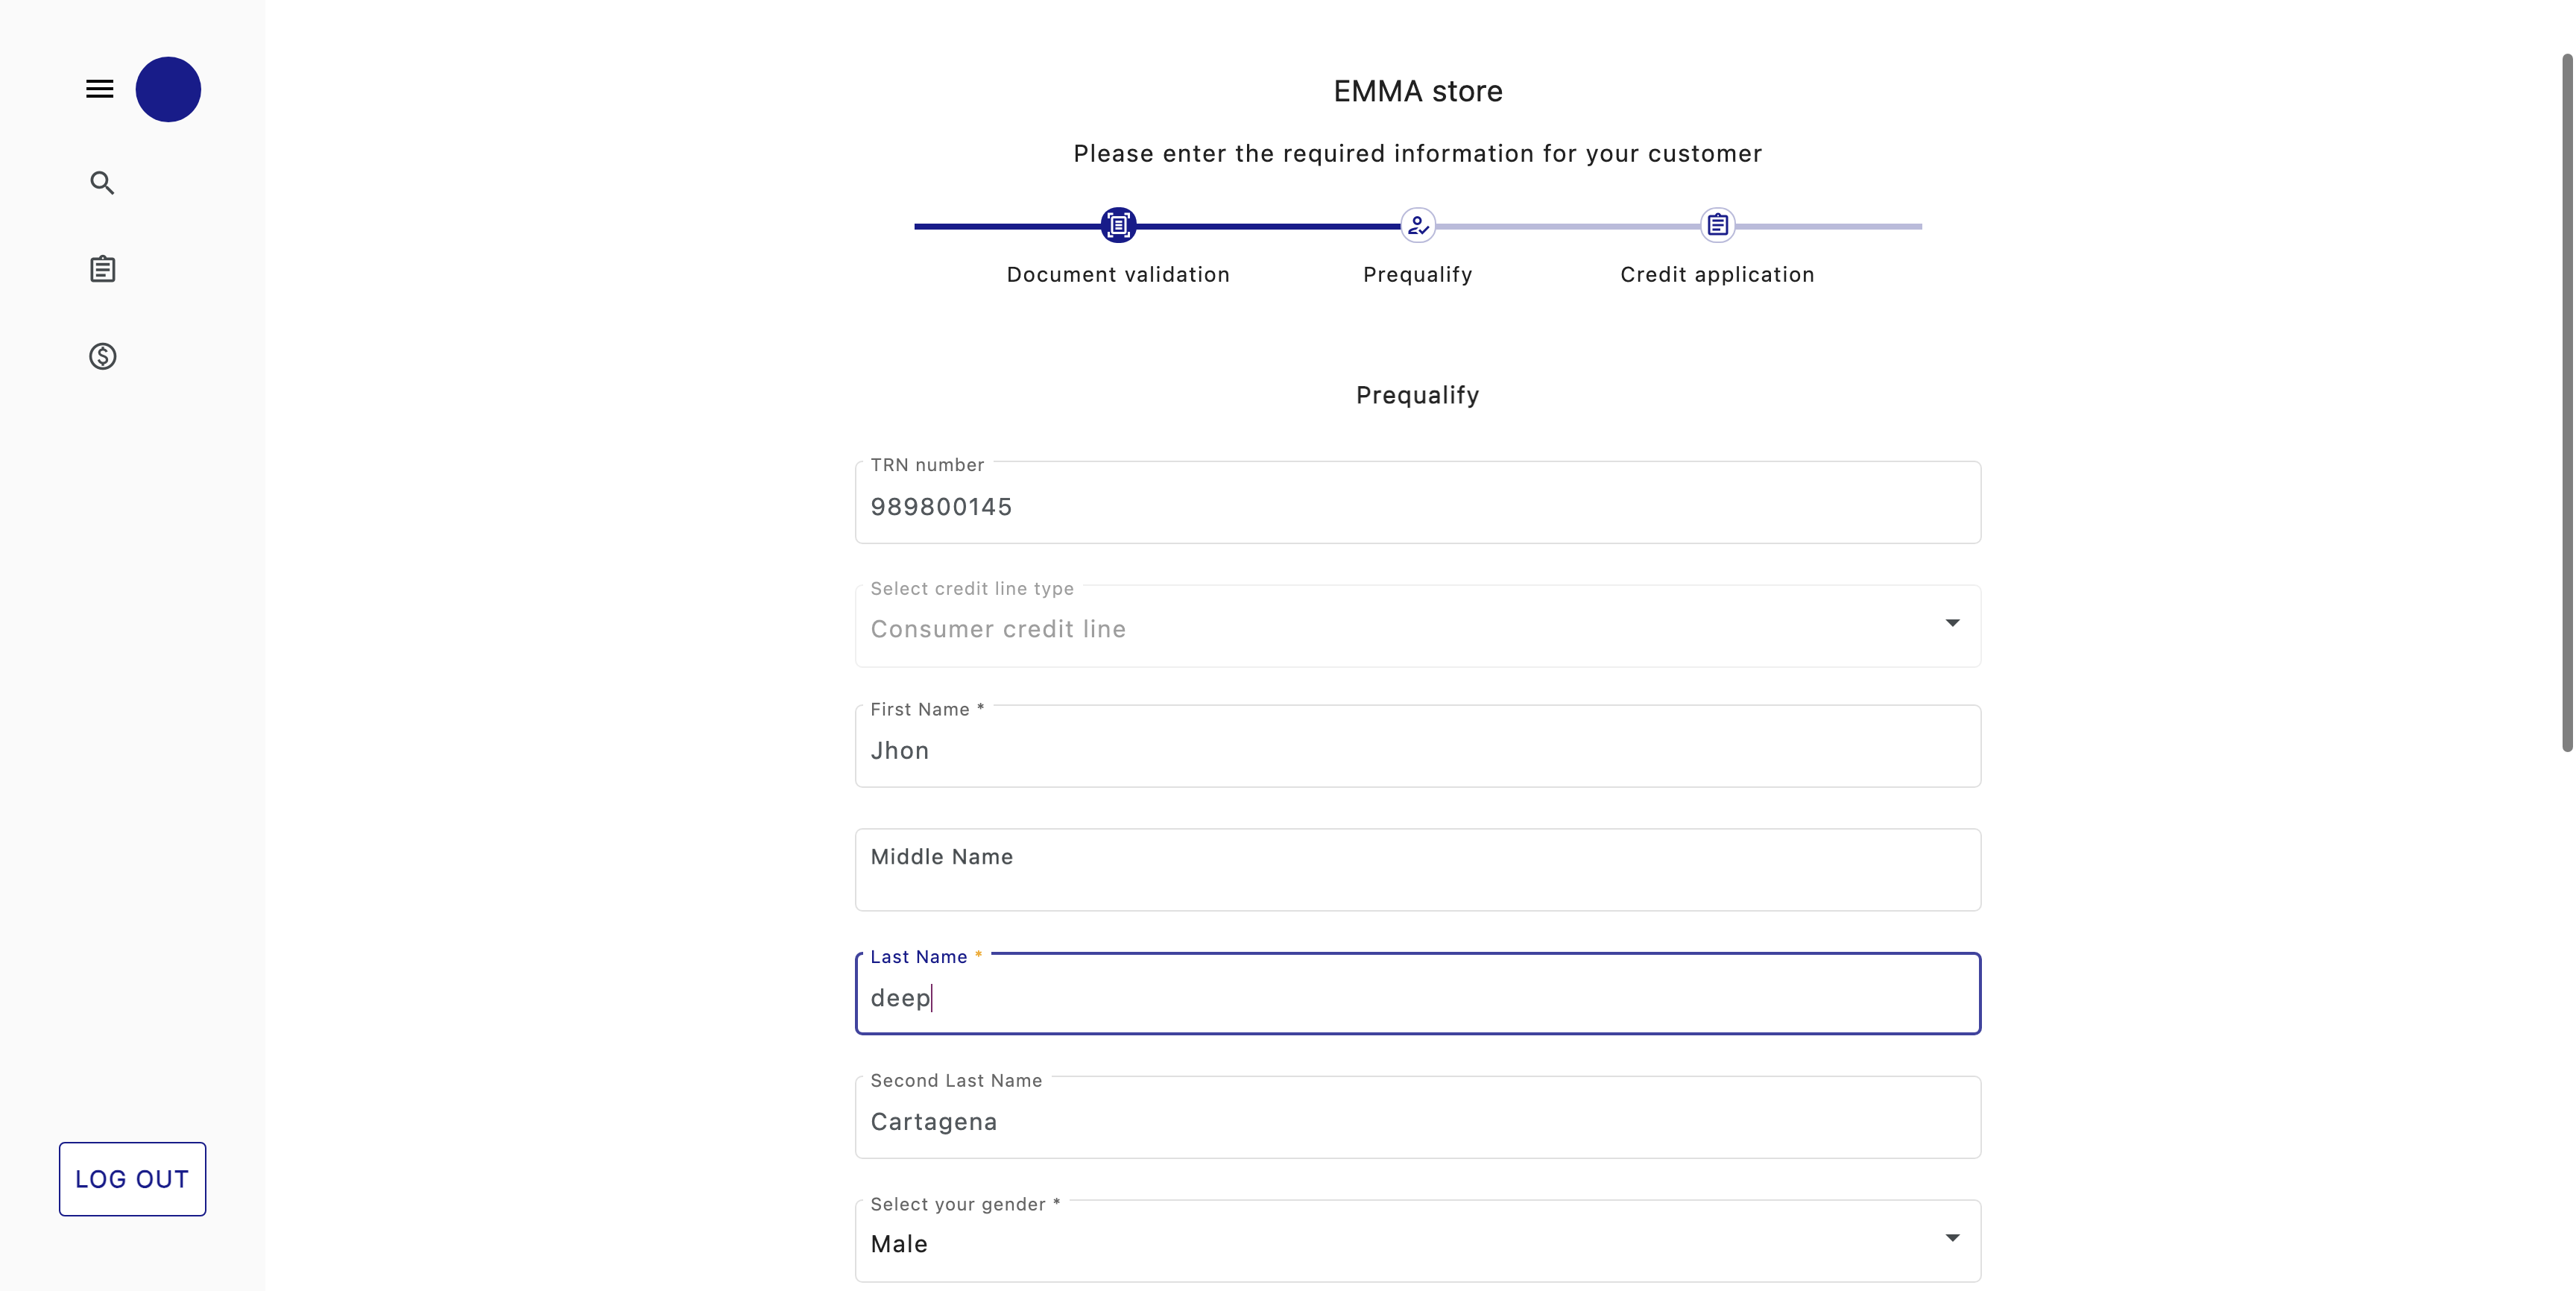 EMMA store
Please enter the required information for your customer
Document validation
Prequalify
Credit application
Prequalify
TRN number
989800145
Select credit line type
Consumer credit line
First Name *
Jhon
Middle Name
Last Name *
deep
Second Last Name
Cartagena
Select your gender *
Male
LOG OUT